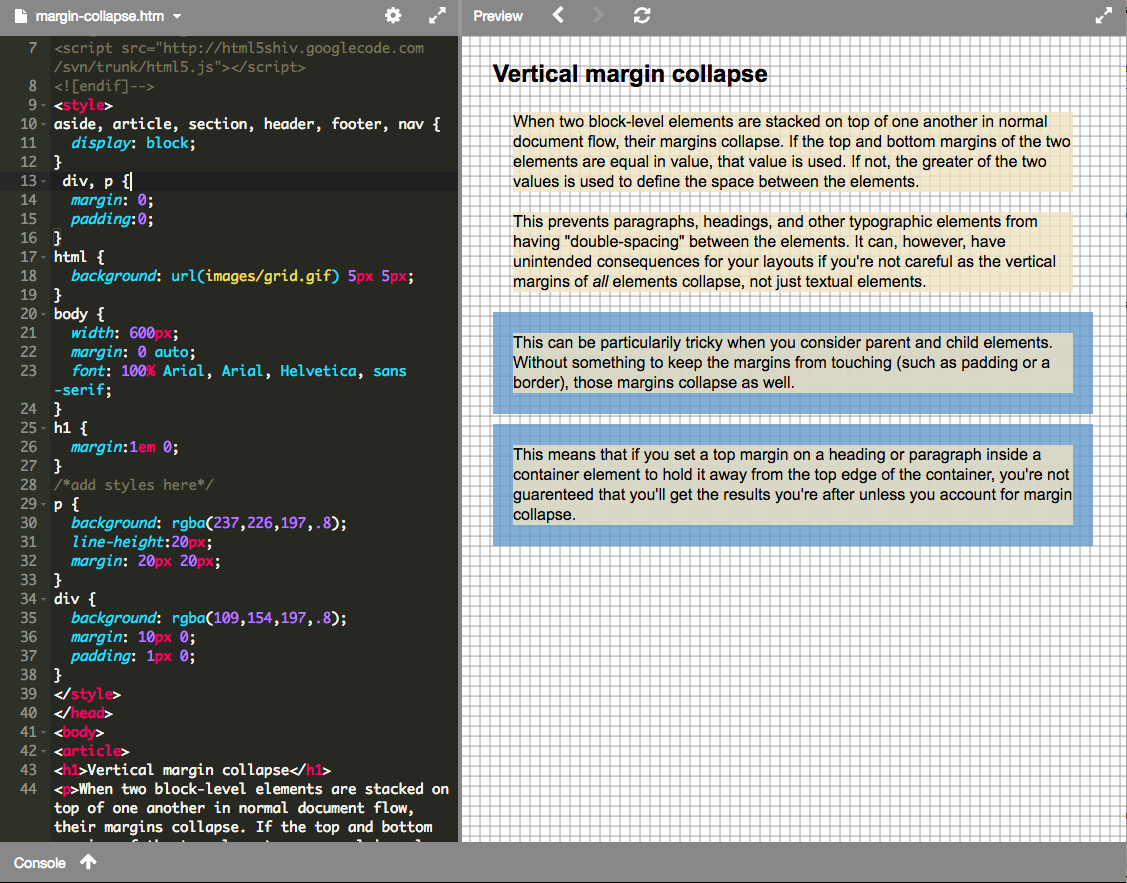 margin-collapse.htm
7 <script src="http://html5shiv.googlecode.com
/svn/trunk/html5.js"></script>
8 <![endif]-->
9 <style>
10 aside, article, section, header, footer, nav {
11 display: block;
12 }
13 div, p {
14 margin: 0;
15 padding:0;
16 }
17 html {
18 background: url(images/grid.gif) 5px 5px;
19 }
20 body {
21 width: 600px;
22 margin: 0 auto;
23 font: 100% Arial, Arial, Helvetica, sans
-serif;
24 }
25 h1 {
26 margin:1em 0;
27 }
28 /*add styles here*/
29 p {
30 background: rgba(237,226,197,.8);
31 line-height:20px;
32 margin: 20px 20px;
33 }
34 div {
35 background: rgba(109,154,197,.8);
36 margin: 10px 0;
37 padding: 1px 0;
38 }
39 </style>
40 </head>
41 <body>
42 <article>
43 <h1>Vertical margin collapse</h1>
44 <p>When two block-level elements are stacked on
top of one another in normal document flow,
their margins collapse. If the top and bottom
Console
Preview
Vertical margin collapse
When two block-level elements are stacked on top of one another in normal
document flow, their margins collapse. If the top and bottom margins of the two
elements are equal in value, that value is used. If not, the greater of the two
values is used to define the space between the elements.
This prevents paragraphs, headings, and other typographic elements from
having "double-spacing" between the elements. It can, however, have
unintended consequences for your layouts if you're not careful as the vertical
margins of all elements collapse, not just textual elements.
This can be particularily tricky when you consider parent and child elements.
Without something to keep the margins from touching (such as padding or a
border), those margins collapse as well.
This means that if you set a top margin on a heading or paragraph inside a
container element to hold it away from the top edge of the container, you're not
guarenteed that you'll get the results you're after unless you account for margin
collapse.